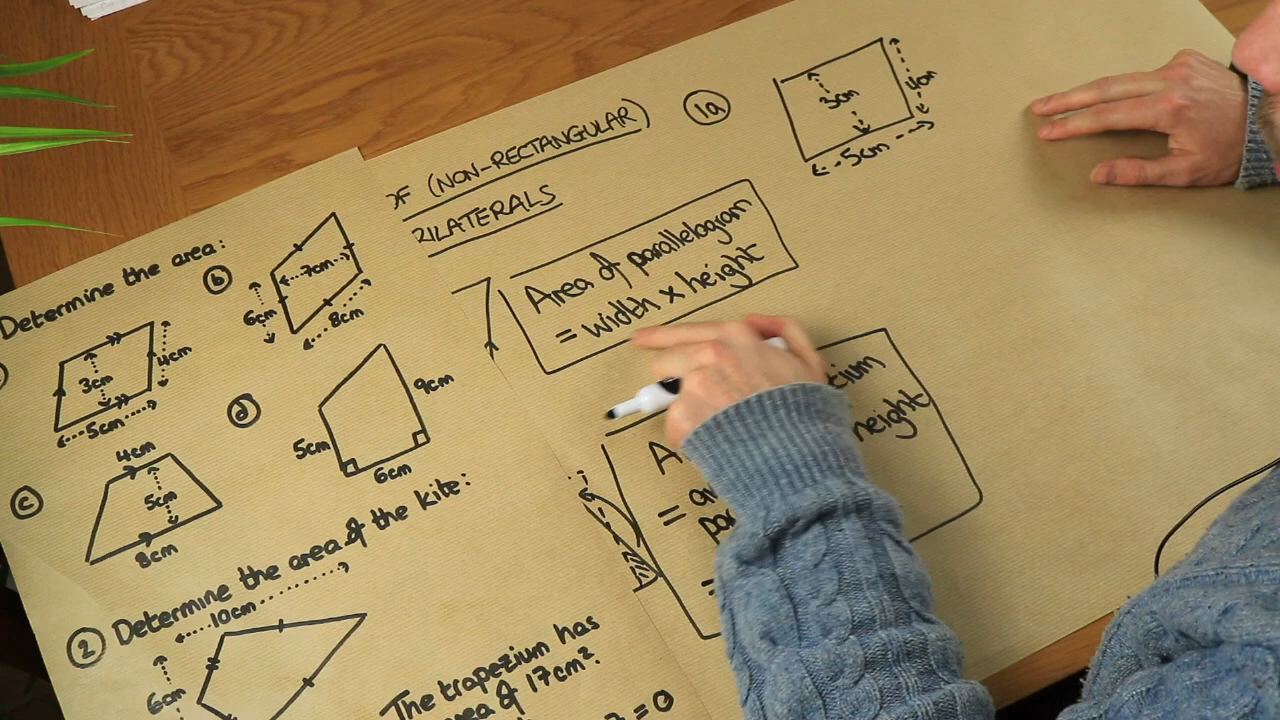 Determine the area:
b
7cm
6cm
8cm
3cm
4cm
5cm
c
4cm
5cm
8cm
d
9cm
5cm
6cm
2 Determine the area of the kite:
10cm
6cm
The trapezium has
of 17cm².
= 0
OF (NON-RECTANGULAR)
RILATERALS
1a
3cm
4cm
5cm
Area of parallelogram
= width x height
A
height
=
=